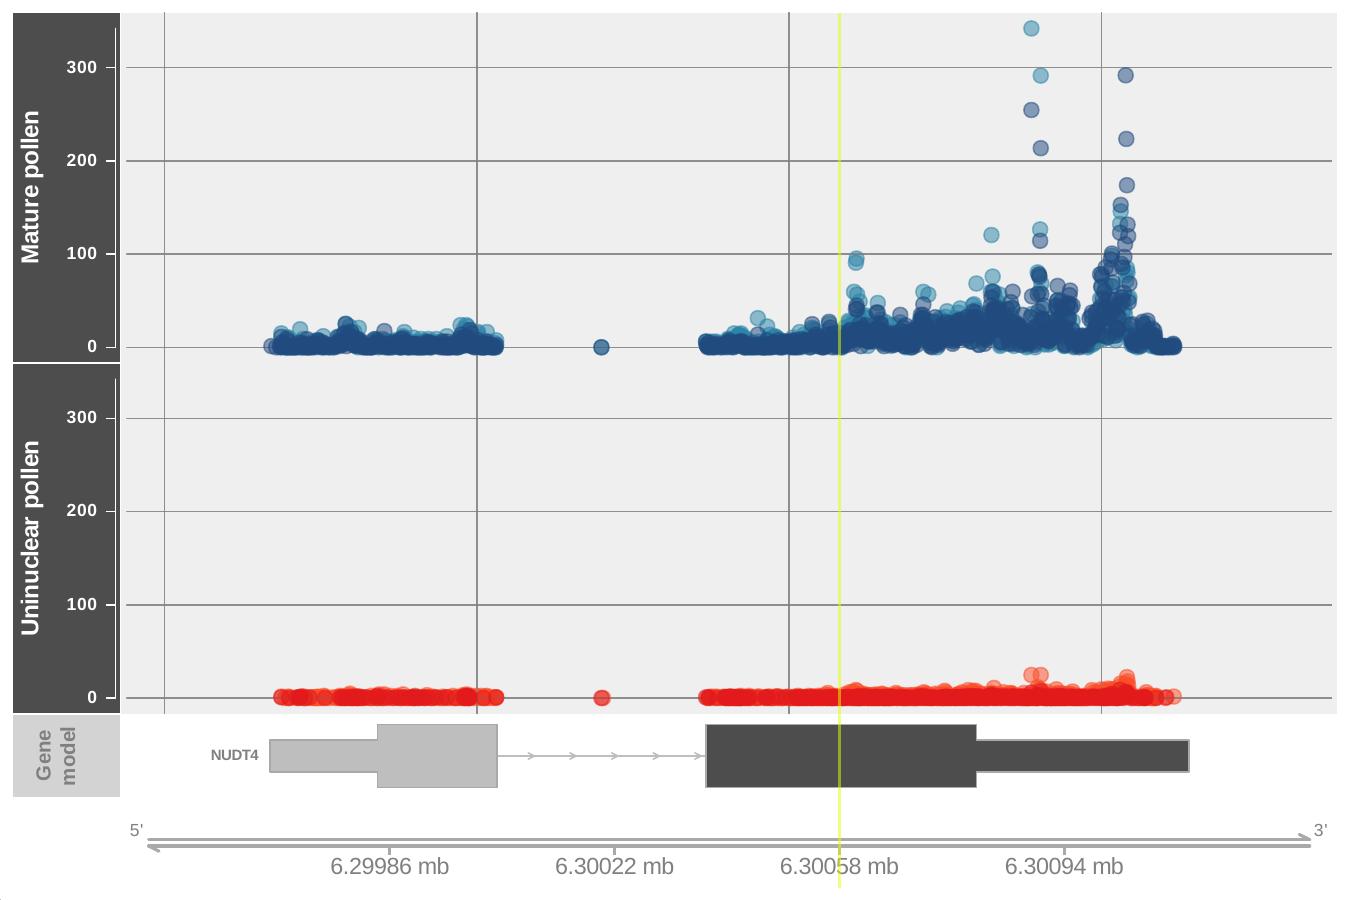 Mature pollen
300
200
100
0
Uninuclear pollen
300
200
100
0
Gene
model
NUDT4
5'
3'
6.29986 mb
6.30022 mb
6.30058 mb
6.30094 mb